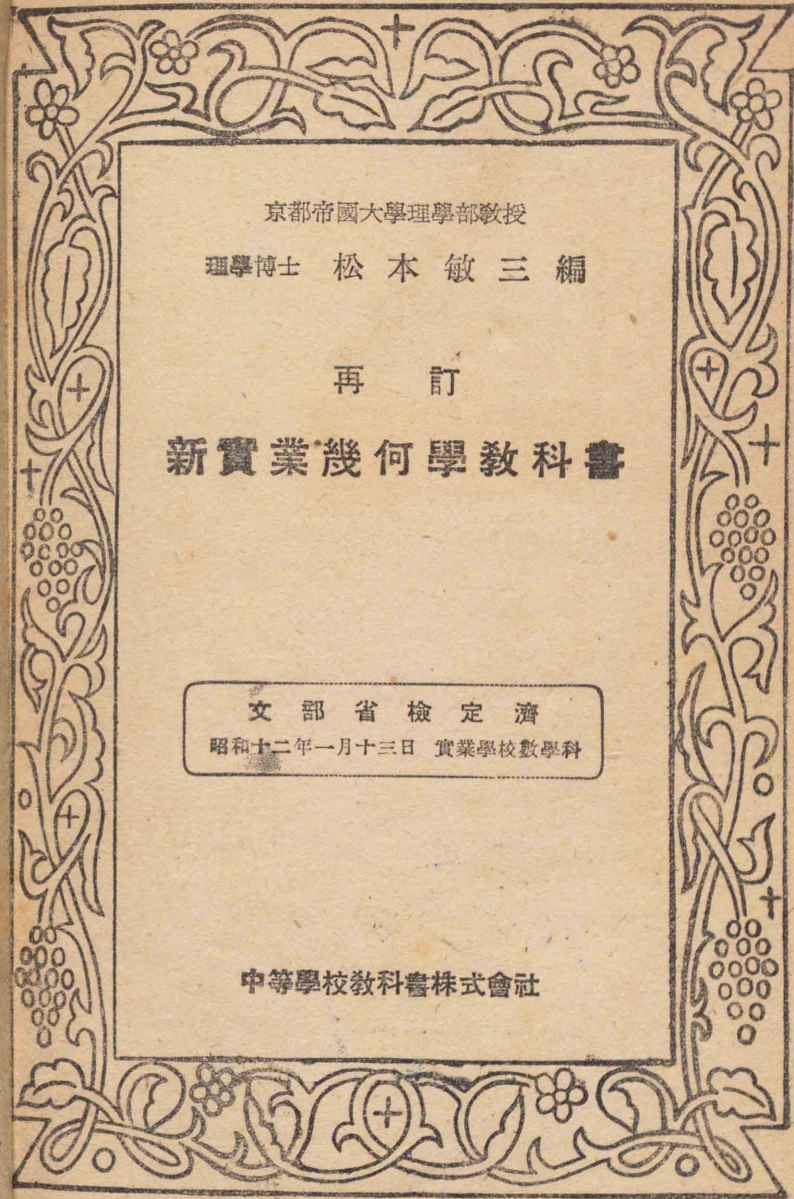 京都帝國大學理學部敎授
理學博士 松本敏三編
再訂
新實業幾何學敎科書
文部省檢定濟
昭和十二年一月十三日 實業學校數學科
中等學校敎科書株式會社